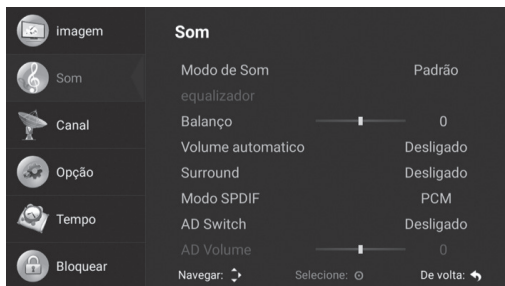 imagem
Som
Canal
Opção
Tempo
Bloquear
Som
Modo de Som Padrão
equalizador
Balanço 0
Volume automatico Desligado
Surround Desligado
Modo SPDIF PCM
AD Switch Desligado
AD Volume 0
Navegar: Selecione: De volta: